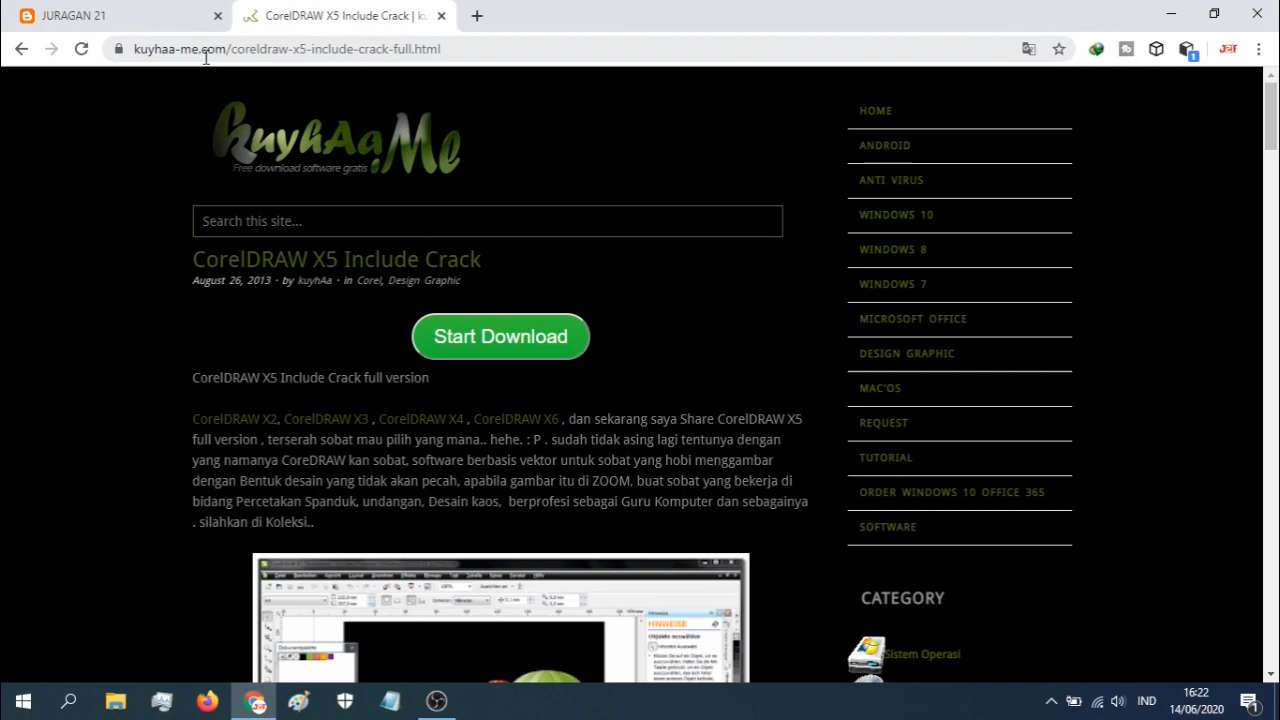 JURAGAN 21
CorelDRAW X5 Include Crack | ku
kuyhaa-me.com/coreldraw-x5-include-crack-full.html
1
kuyhAa.Me
Free download software gratis
Search this site...
CorelDRAW X5 Include Crack
August 26, 2013 · by kuyhAa · in Corel, Design Graphic
Start Download
CorelDRAW X5 Include Crack full version
CorelDRAW X2, CorelDRAW X3 , CorelDRAW X4 , CorelDRAW X6 , dan sekarang saya Share CorelDRAW X5
full version , terserah sobat mau pilih yang mana.. hehe. : P . sudah tidak asing lagi tentunya dengan
yang namanya CoreDRAW kan sobat, software berbasis vektor untuk sobat yang hobi menggambar
dengan Bentuk desain yang tidak akan pecah, apabila gambar itu di ZOOM, buat sobat yang bekerja di
bidang Percetakan Spanduk, undangan, Desain kaos, berprofesi sebagai Guru Komputer dan sebagainya
. silahkan di Koleksi..
HINWEISE
Objekte auswählen
HOME
ANDROID
ANTI VIRUS
WINDOWS 10
WINDOWS 8
WINDOWS 7
MICROSOFT OFFICE
DESIGN GRAPHIC
MAC'OS
REQUEST
TUTORIAL
ORDER WINDOWS 10 OFFICE 365
SOFTWARE
CATEGORY
Sistem Operasi
IND
16:22
14/06/2020
1